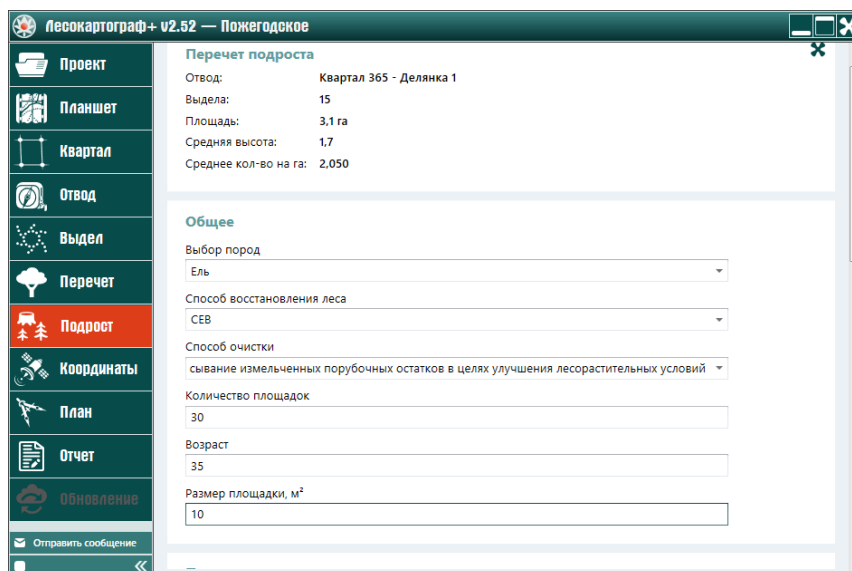 Лесокартограф+ v2.52 — Пожегодское
Проект
Планшет
Квартал
Отвод
Выдел
Перечет
Подрост
Координаты
План
Отчет
Обновление
Отправить сообщение
Перечет подроста
Отвод: Квартал 365 - Делянка 1
Выдела: 15
Площадь: 3,1 га
Средняя высота: 1,7
Среднее кол-во на га: 2,050
Общее
Выбор пород
Ель
Способ восстановления леса
СЕВ
Способ очистки
сывание измельченных порубочных остатков в целях улучшения лесорастительных условий
Количество площадок
30
Возраст
35
Размер площадки, м²
10